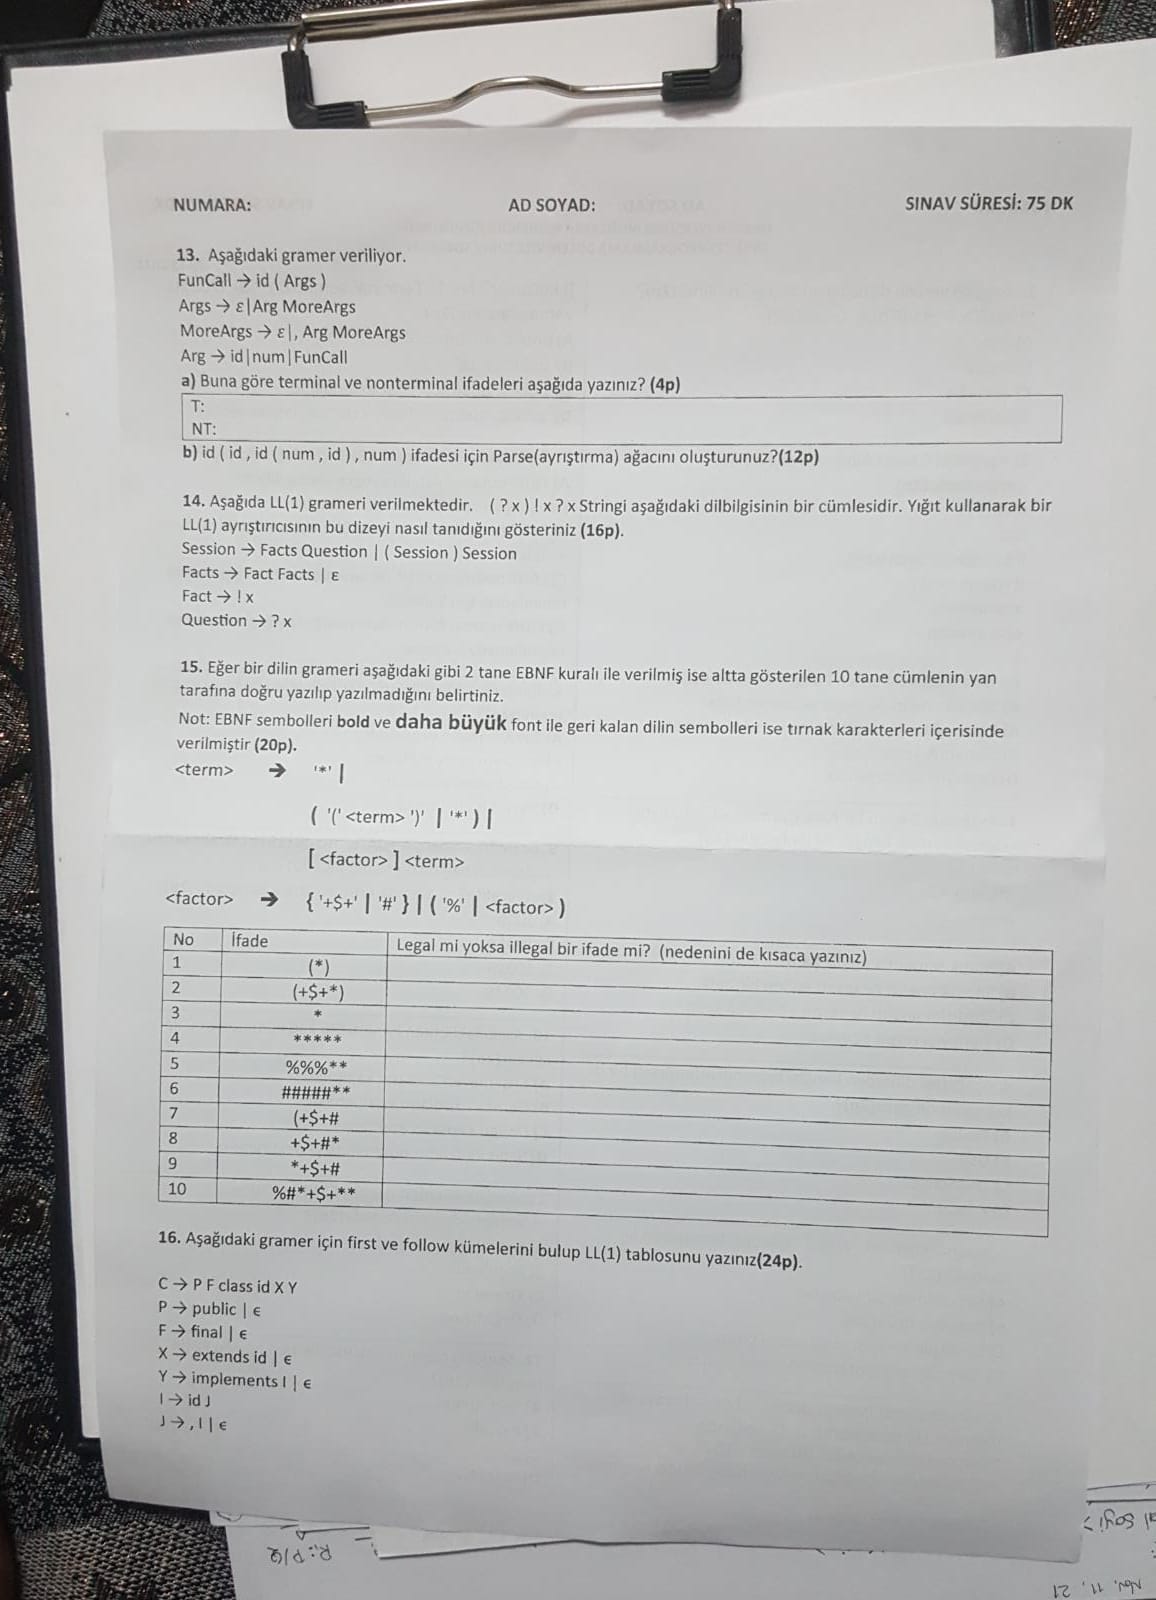 NUMARA: AD SOYAD: SINAV SÜRESİ: 75 DK
13. Aşağıdaki gramer veriliyor.
FunCall → id ( Args )
Args → ε|Arg MoreArgs
MoreArgs → ε|, Arg MoreArgs
Arg → id|num|FunCall
a) Buna göre terminal ve nonterminal ifadeleri aşağıda yazınız? (4p)
T:
NT:
b) id ( id , id ( num , id ) , num ) ifadesi için Parse(ayrıştırma) ağacını oluşturunuz?(12p)
14. Aşağıda LL(1) grameri verilmektedir. ( ? x ) ! x ? x Stringi aşağıdaki dilbilgisinin bir cümlesidir. Yığıt kullanarak bir
LL(1) ayrıştırıcısının bu dizeyi nasıl tanıdığını gösteriniz (16p).
Session → Facts Question | ( Session ) Session
Facts → Fact Facts | ε
Fact → ! x
Question → ? x
15. Eğer bir dilin grameri aşağıdaki gibi 2 tane EBNF kuralı ile verilmiş ise altta gösterilen 10 tane cümlenin yan
tarafına doğru yazılıp yazılmadığını belirtiniz.
Not: EBNF sembolleri bold ve daha büyük font ile geri kalan dilin sembolleri ise tırnak karakterleri içerisinde
verilmiştir (20p).
<term> → '*' |
( '(' <term> ')' | '*' ) |
[ <factor> ] <term>
<factor> → { '+$+' | '#' } | ( '%' | <factor> )
No İfade Legal mi yoksa illegal bir ifade mi? (nedenini de kısaca yazınız)
1 (*)
2 (+$+*)
3 *
4 *****
5 %%%**
6 #####**
7 (+$+#
8 +$+#*
9 *+$+#
10 %#*+$+**
16. Aşağıdaki gramer için first ve follow kümelerini bulup LL(1) tablosunu yazınız(24p).
C → P F class id X Y
P → public | ϵ
F → final | ϵ
X → extends id | ϵ
Y → implements I | ϵ
I → id J
J → , I | ϵ
R: P/Q
Nov. 11, 21